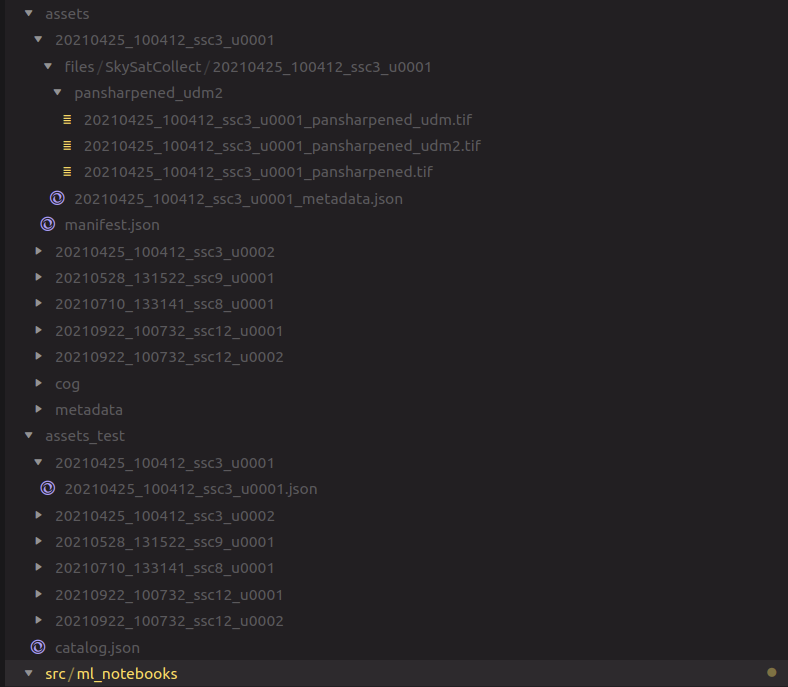 assets
20210425_100412_ssc3_u0001
files/SkySatCollect/20210425_100412_ssc3_u0001
pansharpened_udm2
20210425_100412_ssc3_u0001_pansharpened_udm.tif
20210425_100412_ssc3_u0001_pansharpened_udm2.tif
20210425_100412_ssc3_u0001_pansharpened.tif
20210425_100412_ssc3_u0001_metadata.json
manifest.json
20210425_100412_ssc3_u0002
20210528_131522_ssc9_u0001
20210710_133141_ssc8_u0001
20210922_100732_ssc12_u0001
20210922_100732_ssc12_u0002
cog
metadata
assets_test
20210425_100412_ssc3_u0001
20210425_100412_ssc3_u0001.json
20210425_100412_ssc3_u0002
20210528_131522_ssc9_u0001
20210710_133141_ssc8_u0001
20210922_100732_ssc12_u0001
20210922_100732_ssc12_u0002
catalog.json
src/ml_notebooks